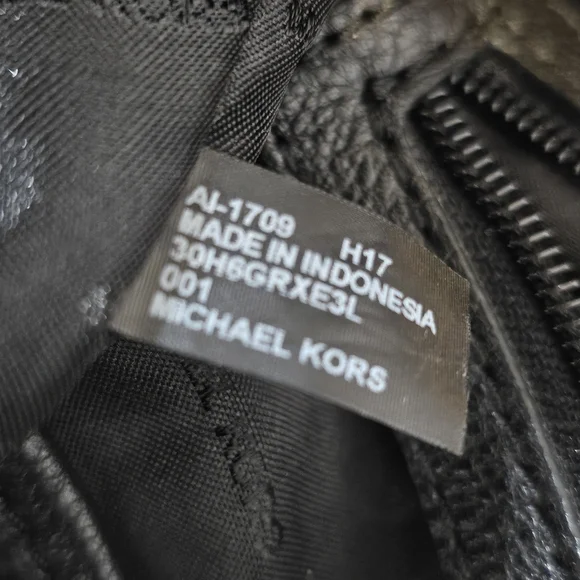 AI-1709 H17
MADE IN INDONESIA
30H6GRXE3L
001
MICHAEL KORS